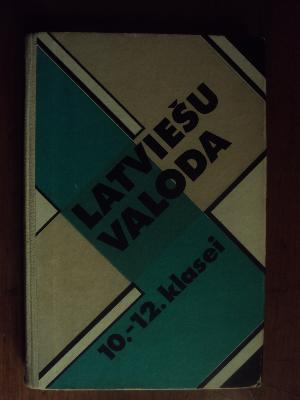 LATVIEŠU
VALODA
10.-12. klasei